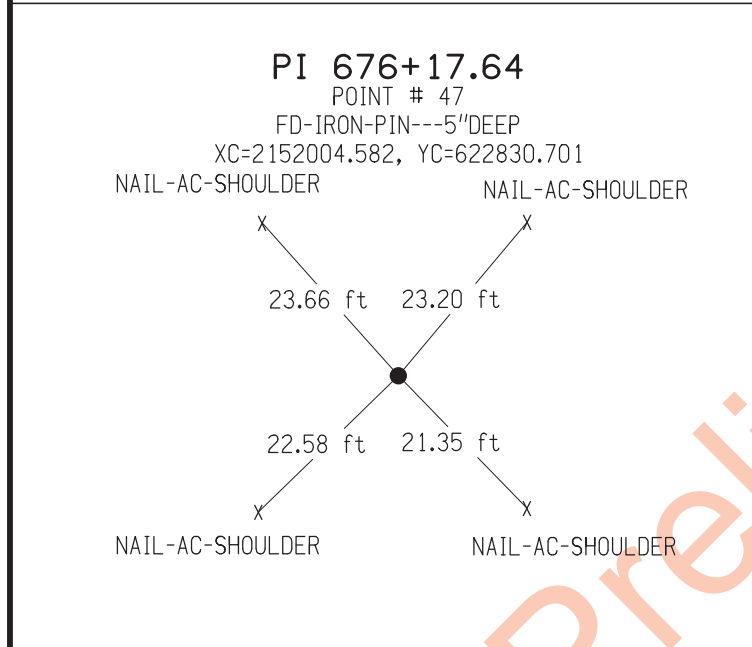 PI 676+17.64
POINT # 47
FD-IRON-PIN---5"DEEP
XC=2152004.582, YC=622830.701
NAIL-AC-SHOULDER NAIL-AC-SHOULDER
X X
23.66 ft 23.20 ft
22.58 ft 21.35 ft
X X
NAIL-AC-SHOULDER NAIL-AC-SHOULDER
Preli